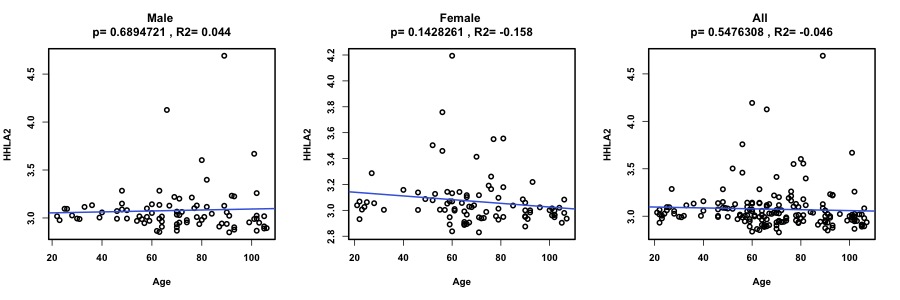 Male
p= 0.6894721 , R2= 0.044
HHLA2
4.5
4.0
3.5
3.0
20 40 60 80 100
Age
Female
p= 0.1428261 , R2= -0.158
HHLA2
4.2
4.0
3.8
3.6
3.4
3.2
3.0
2.8
20 40 60 80 100
Age
All
p= 0.5476308 , R2= -0.046
HHLA2
4.5
4.0
3.5
3.0
20 40 60 80 100
Age